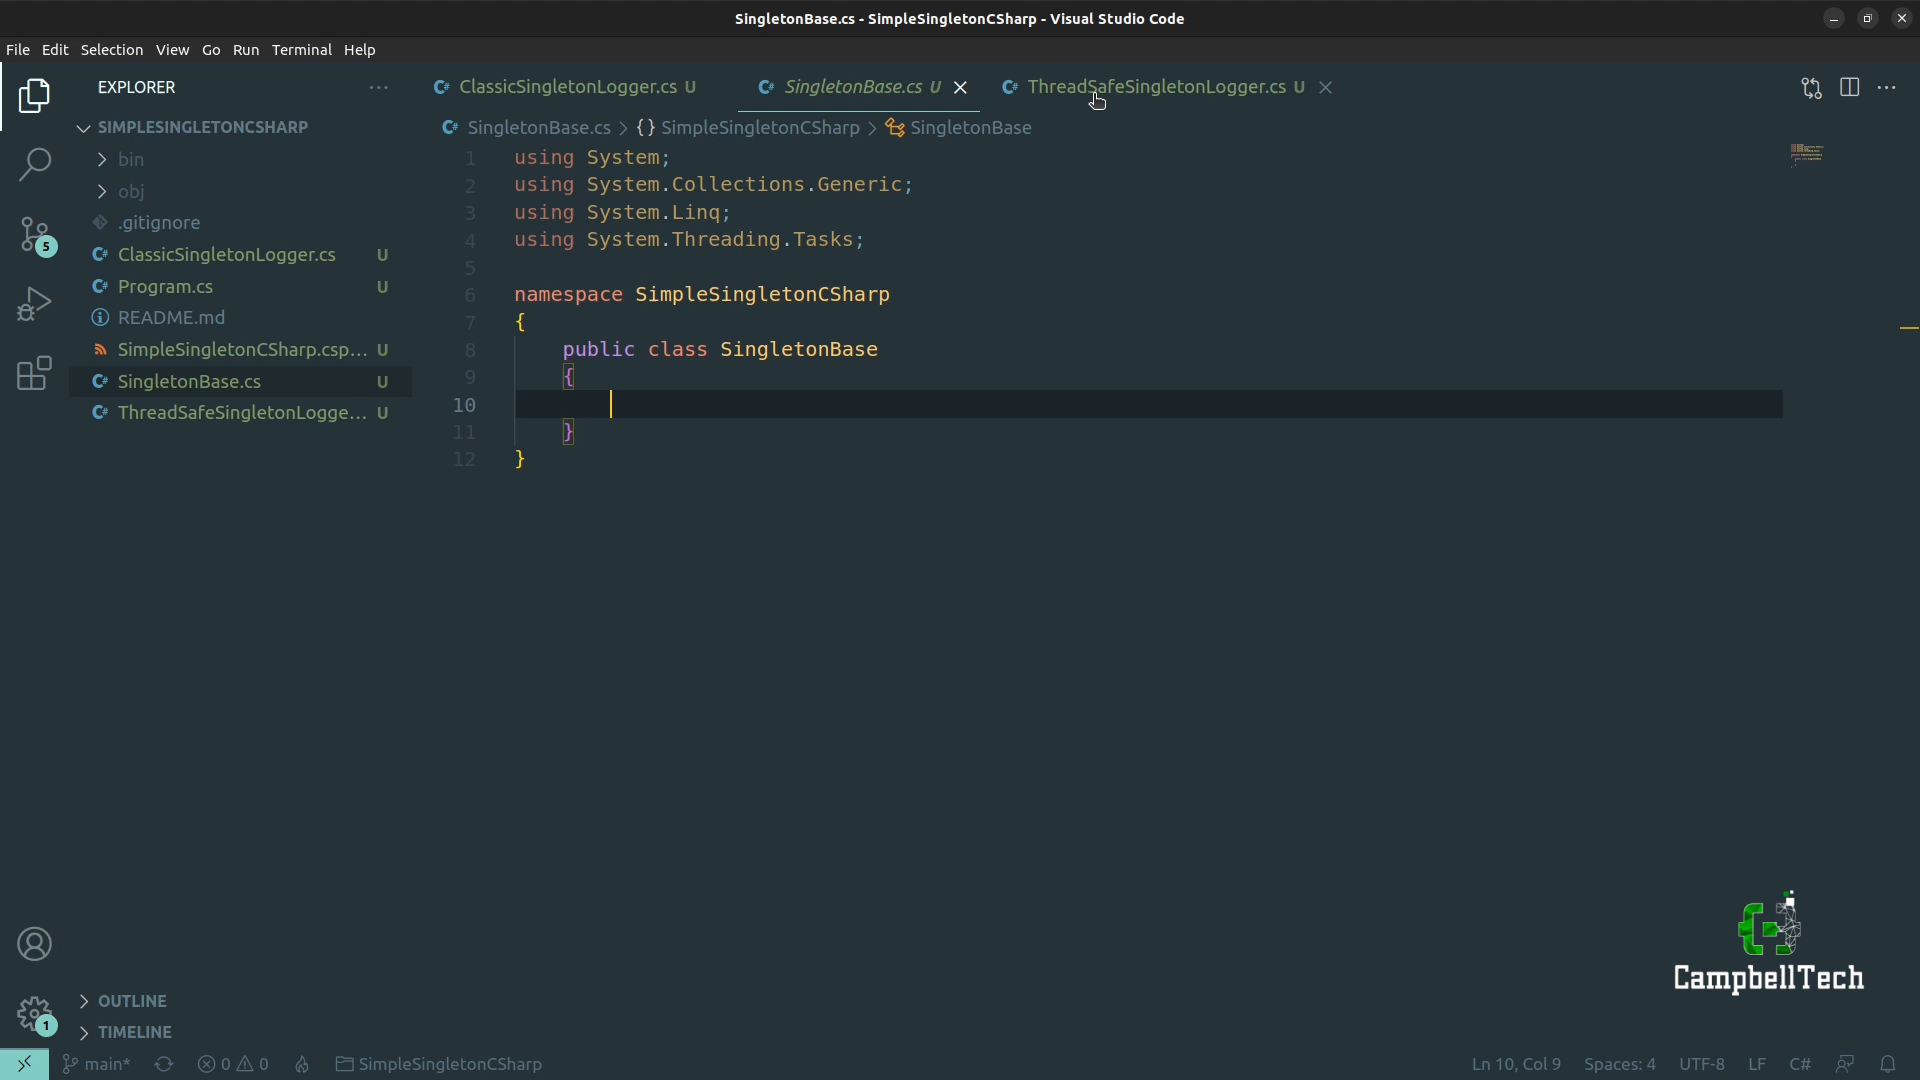 SingletonBase.cs - SimpleSingletonCSharp - Visual Studio Code
File Edit Selection View Go Run Terminal Help
EXPLORER
SIMPLESINGLETONCSHARP
bin
obj
.gitignore
ClassicSingletonLogger.cs U
Program.cs U
README.md
SimpleSingletonCSharp.csp... U
SingletonBase.cs U
ThreadSafeSingletonLogge... U
5
OUTLINE
TIMELINE
1
ClassicSingletonLogger.cs U SingletonBase.cs U ThreadSafeSingletonLogger.cs U
SingletonBase.cs > {} SimpleSingletonCSharp > SingletonBase
1 using System;
2 using System.Collections.Generic;
3 using System.Linq;
4 using System.Threading.Tasks;
5
6 namespace SimpleSingletonCSharp
7 {
8 public class SingletonBase
9 {
10
11 }
12 }
CampbellTech
main* 0 0 SimpleSingletonCSharp Ln 10, Col 9 Spaces: 4 UTF-8 LF C#